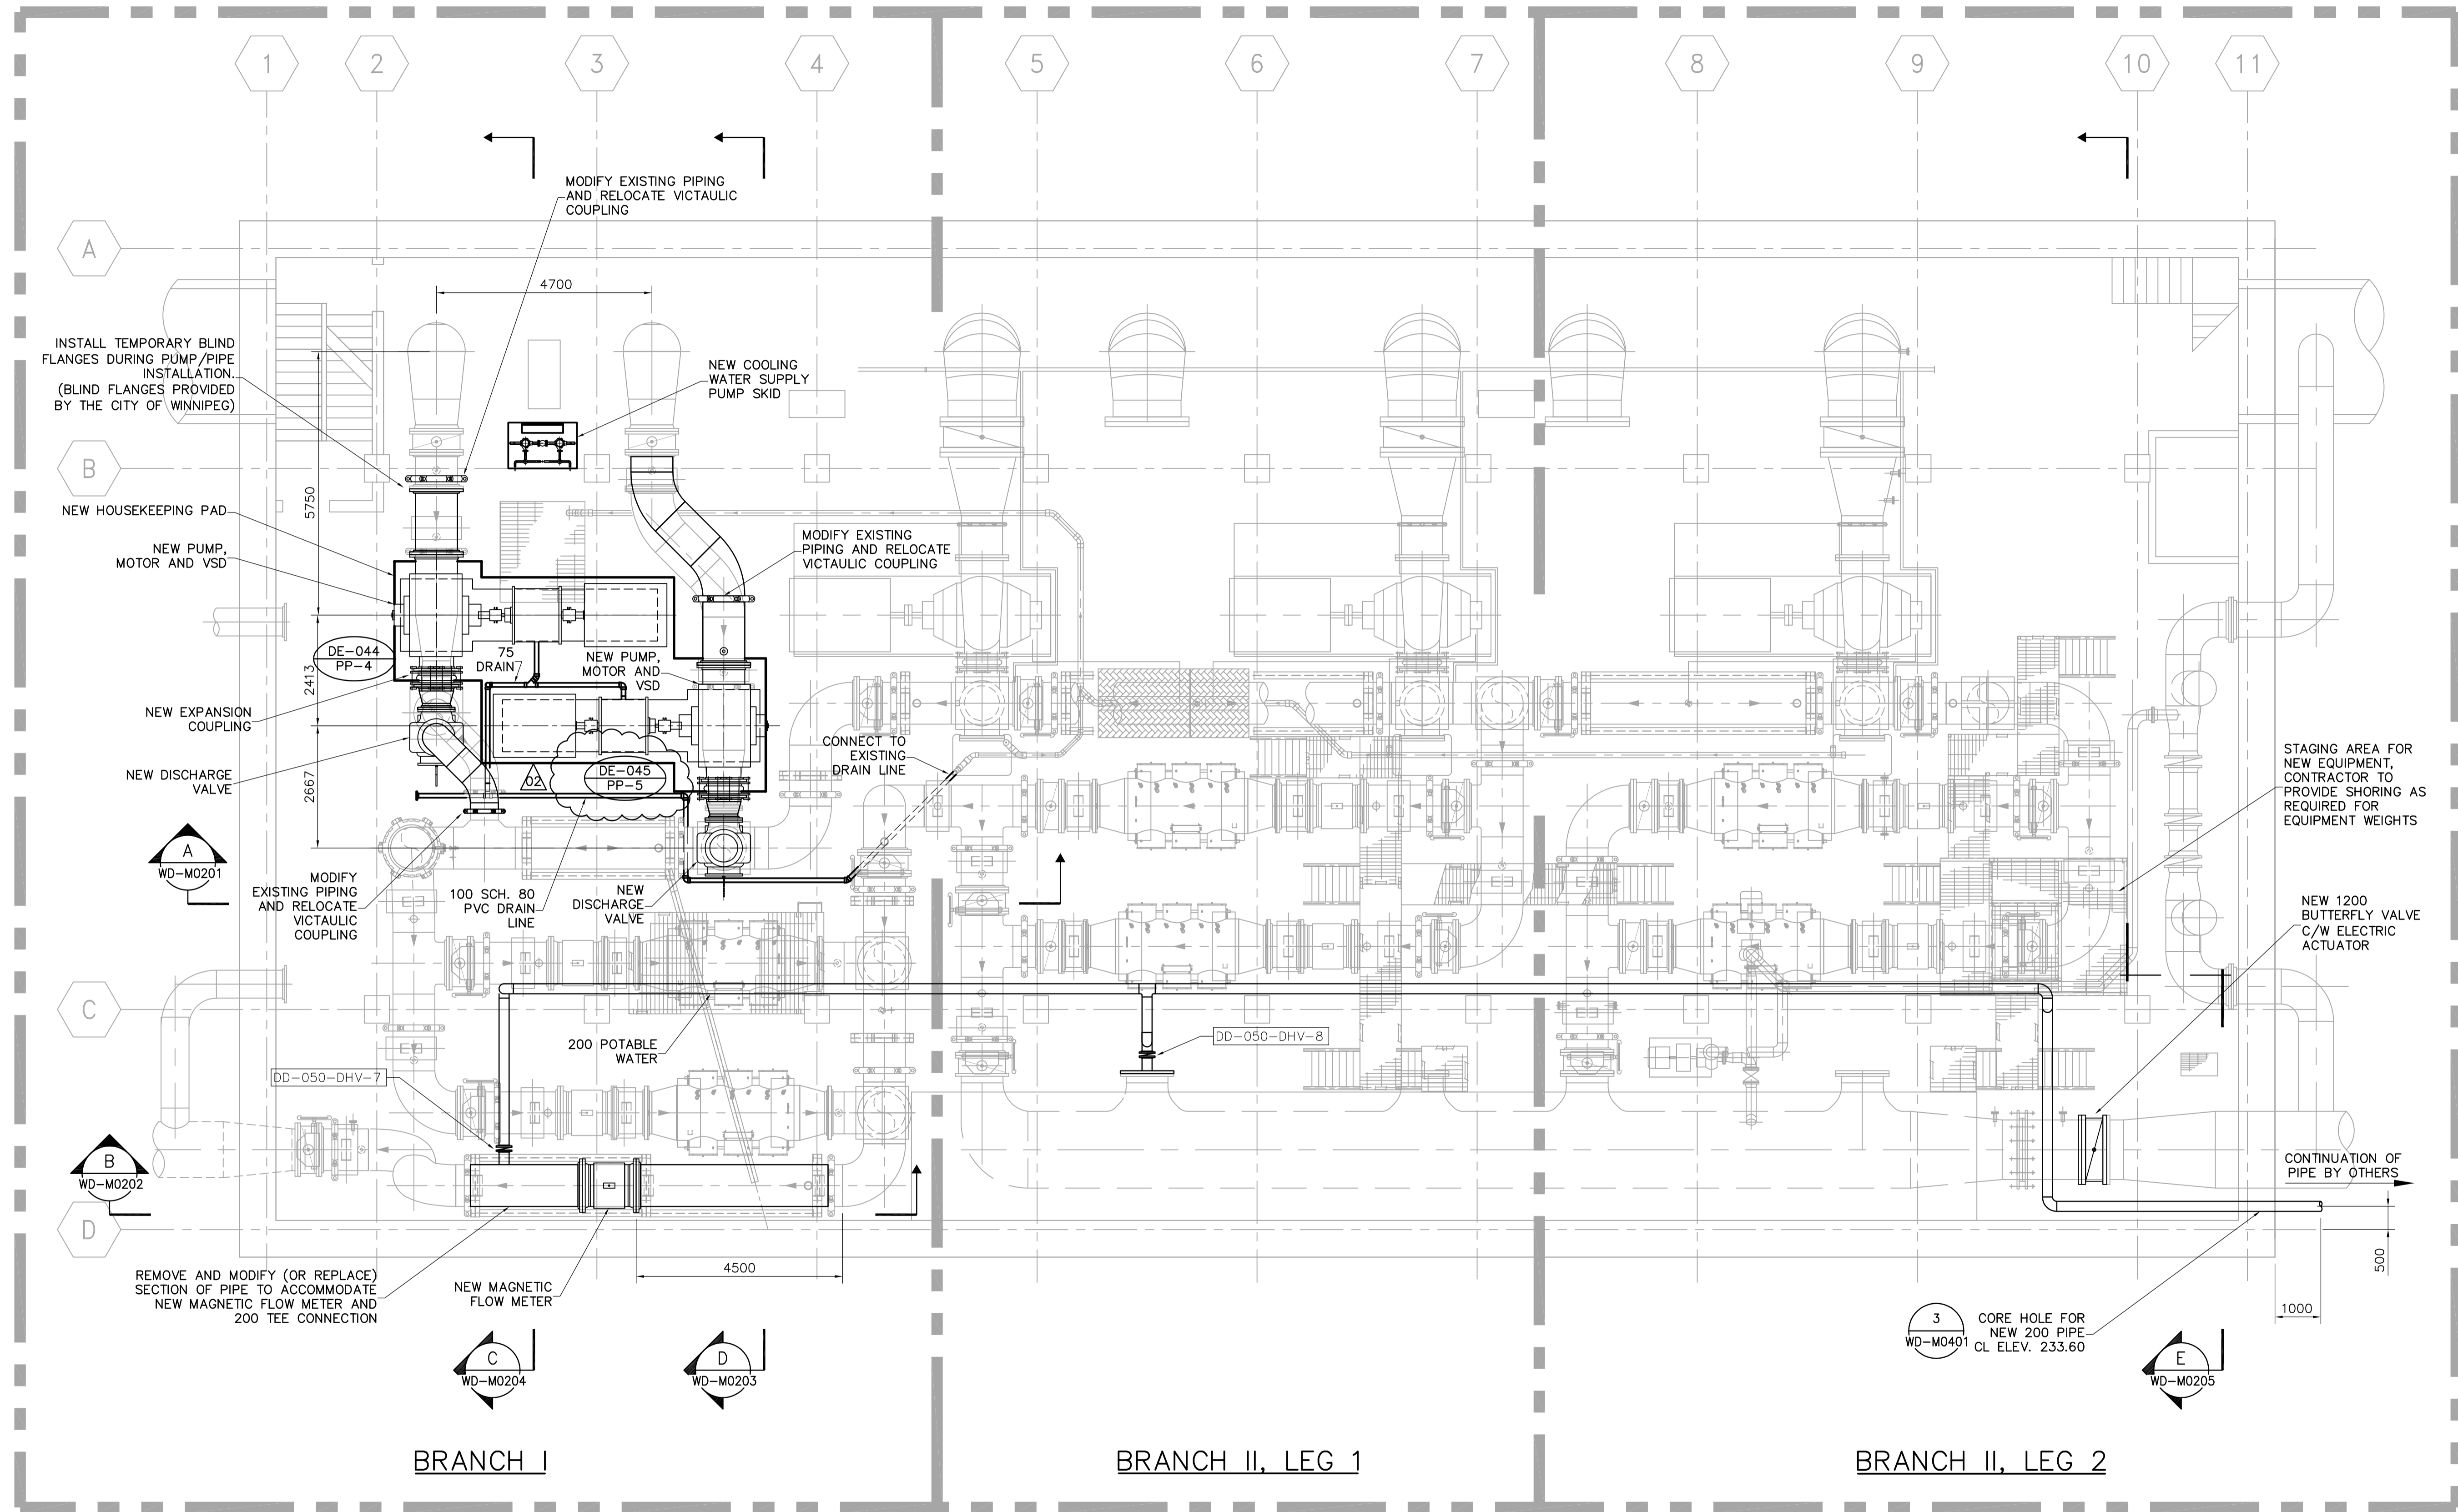 1
2
3
4
5
6
7
8
9
10
11
A
B
C
D
MODIFY EXISTING PIPING
AND RELOCATE VICTAULIC
COUPLING
4700
INSTALL TEMPORARY BLIND
FLANGES DURING PUMP/PIPE
INSTALLATION.
(BLIND FLANGES PROVIDED
BY THE CITY OF WINNIPEG)
NEW COOLING
WATER SUPPLY
PUMP SKID
5750
NEW HOUSEKEEPING PAD
NEW PUMP,
MOTOR AND VSD
MODIFY EXISTING
PIPING AND RELOCATE
VICTAULIC COUPLING
DE-044
PP-4
75
DRAIN
NEW PUMP,
MOTOR AND
VSD
2413
NEW EXPANSION
COUPLING
NEW DISCHARGE
VALVE
2667
02
DE-045
PP-5
CONNECT TO
EXISTING
DRAIN LINE
STAGING AREA FOR
NEW EQUIPMENT,
CONTRACTOR TO
PROVIDE SHORING AS
REQUIRED FOR
EQUIPMENT WEIGHTS
A
WD-M0201
MODIFY
EXISTING PIPING
AND RELOCATE
VICTAULIC
COUPLING
100 SCH. 80
PVC DRAIN
LINE
NEW
DISCHARGE
VALVE
NEW 1200
BUTTERFLY VALVE
C/W ELECTRIC
ACTUATOR
200 POTABLE
WATER
DD-050-DHV-8
DD-050-DHV-7
B
WD-M0202
CONTINUATION OF
PIPE BY OTHERS
500
REMOVE AND MODIFY (OR REPLACE)
SECTION OF PIPE TO ACCOMMODATE
NEW MAGNETIC FLOW METER AND
200 TEE CONNECTION
NEW MAGNETIC
FLOW METER
4500
1000
3
WD-M0401
CORE HOLE FOR
NEW 200 PIPE
CL ELEV. 233.60
C
WD-M0204
D
WD-M0203
E
WD-M0205
BRANCH I
BRANCH II, LEG 1
BRANCH II, LEG 2